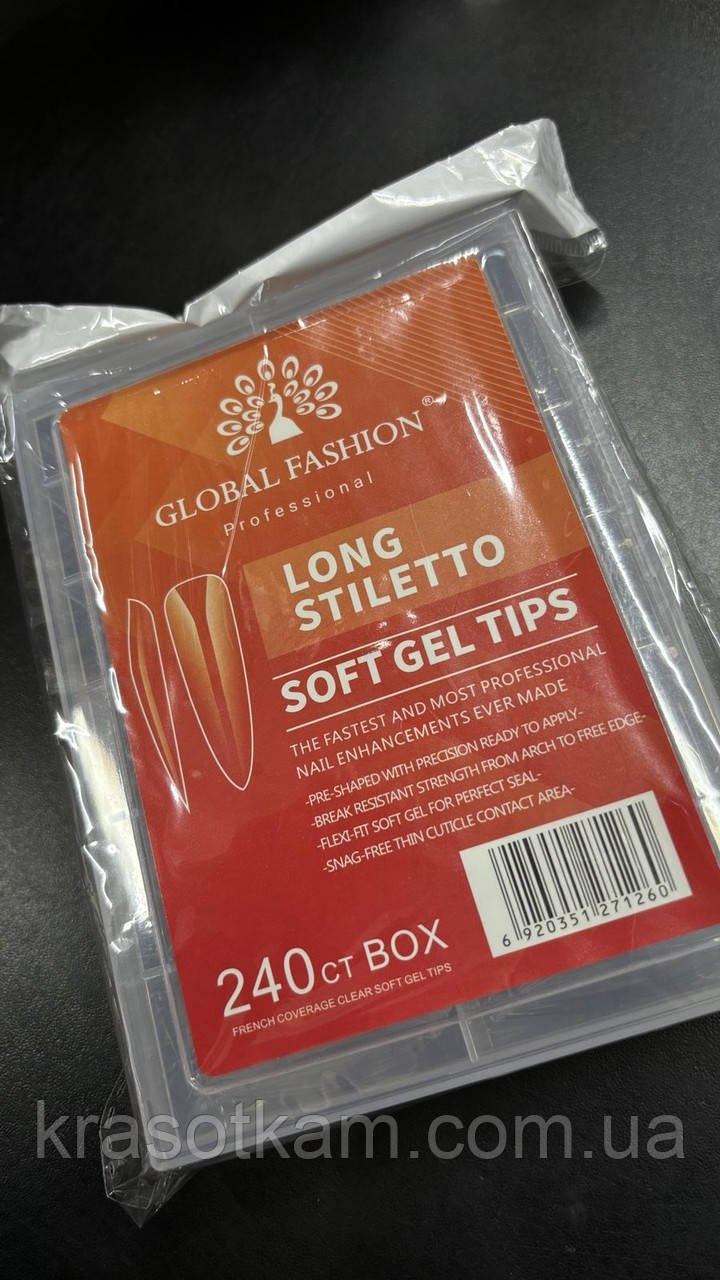 GLOBAL FASHION®
Professional
LONG
STILETTO
SOFT GEL TIPS
THE FASTEST AND MOST PROFESSIONAL
NAIL ENHANCEMENTS EVER MADE
-PRE-SHAPED WITH PRECISION READY TO APPLY-
-BREAK RESISTANT STRENGTH FROM ARCH TO FREE EDGE-
-FLEXI-FIT SOFT GEL FOR PERFECT SEAL-
-SNAG-FREE THIN CUTICLE CONTACT AREA-
6 920351 271260
240 CT BOX
FRENCH COVERAGE CLEAR SOFT GEL TIPS
krasotkam.com.ua